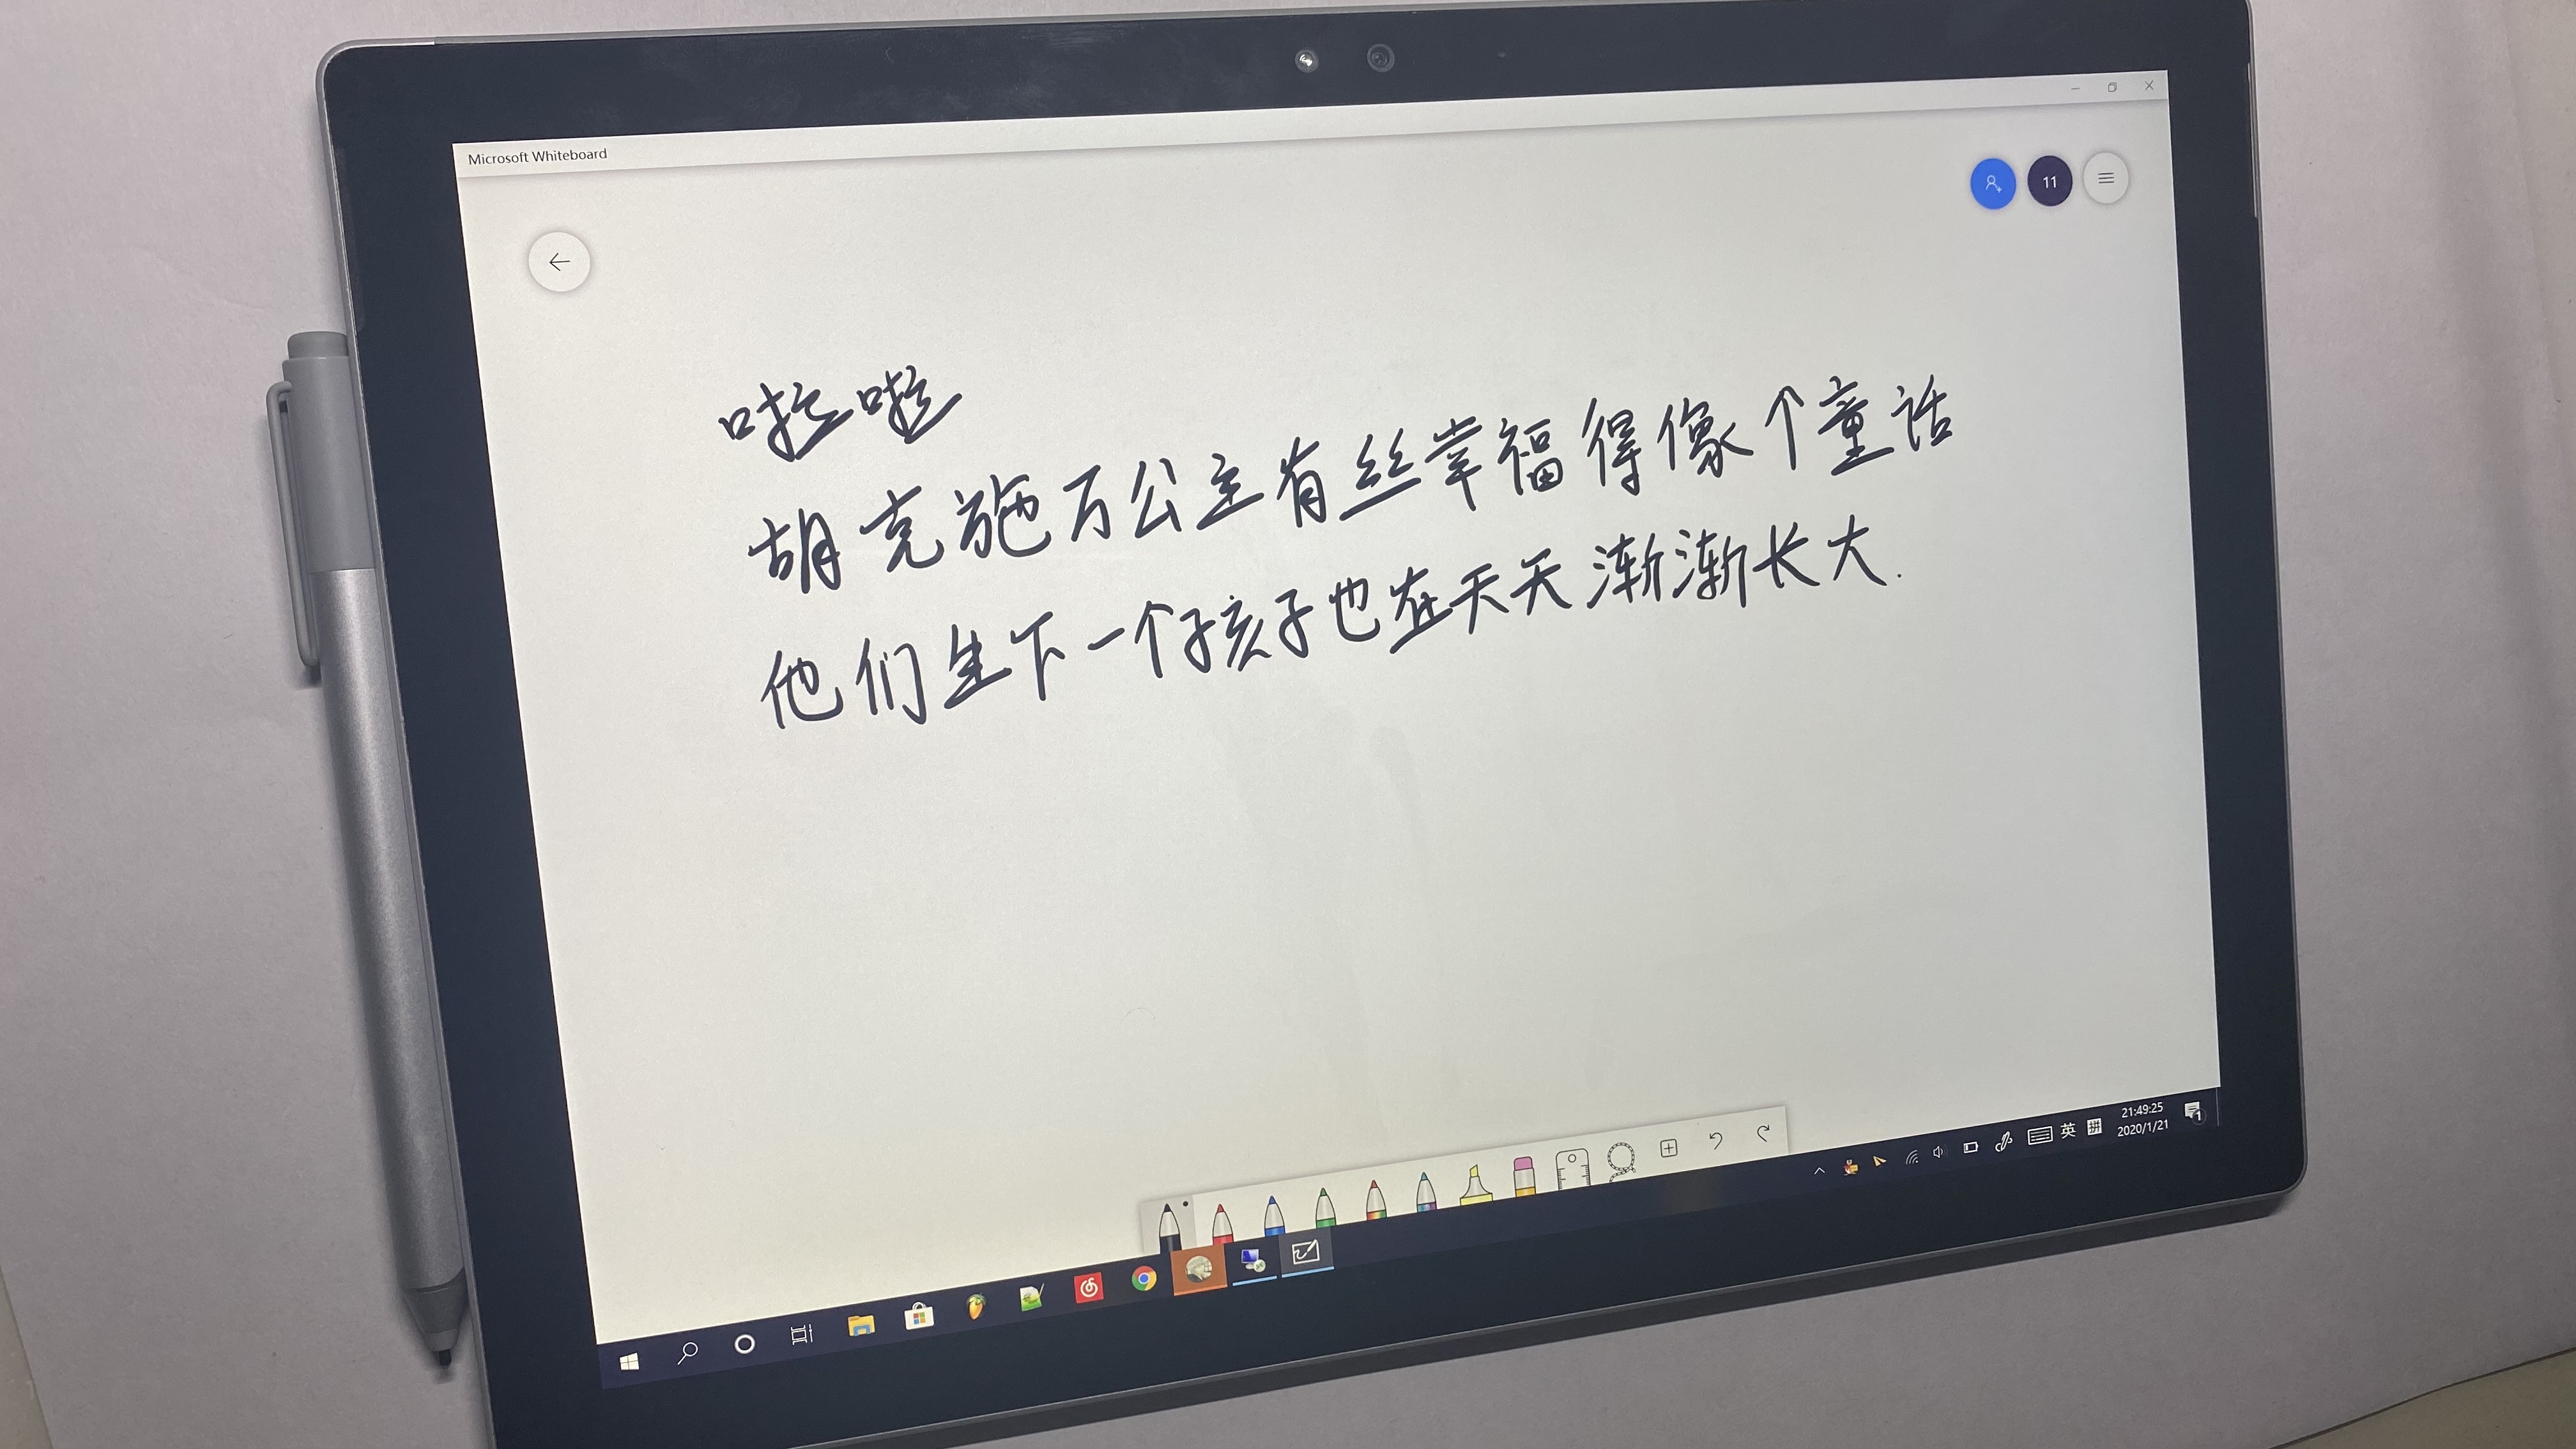 Microsoft Whiteboard
11
啦啦
胡克施万公主有丝幸福得像个童话
他们生下一个孩子也在天天渐渐长大.
英 拼
21:49:25
2020/1/21
1